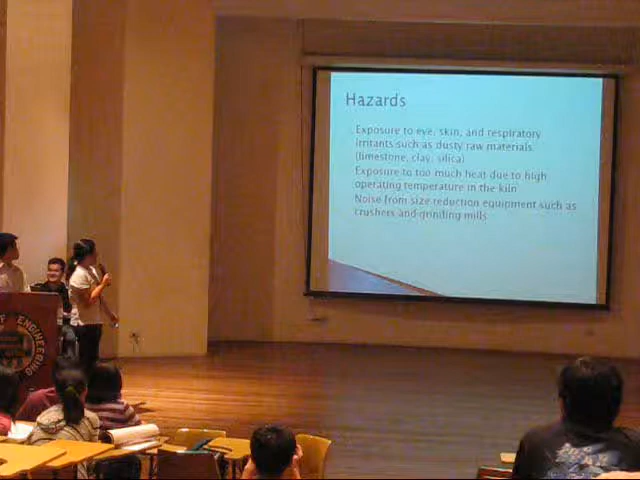 Hazards
Exposure to eye, skin, and respiratory
irritants such as dusty raw materials
(limestone, clay, silica)
Exposure to too much heat due to high
operating temperature in the kiln
Noise from size reduction equipment such as
crushers and grinding mills
F ENGINEERING